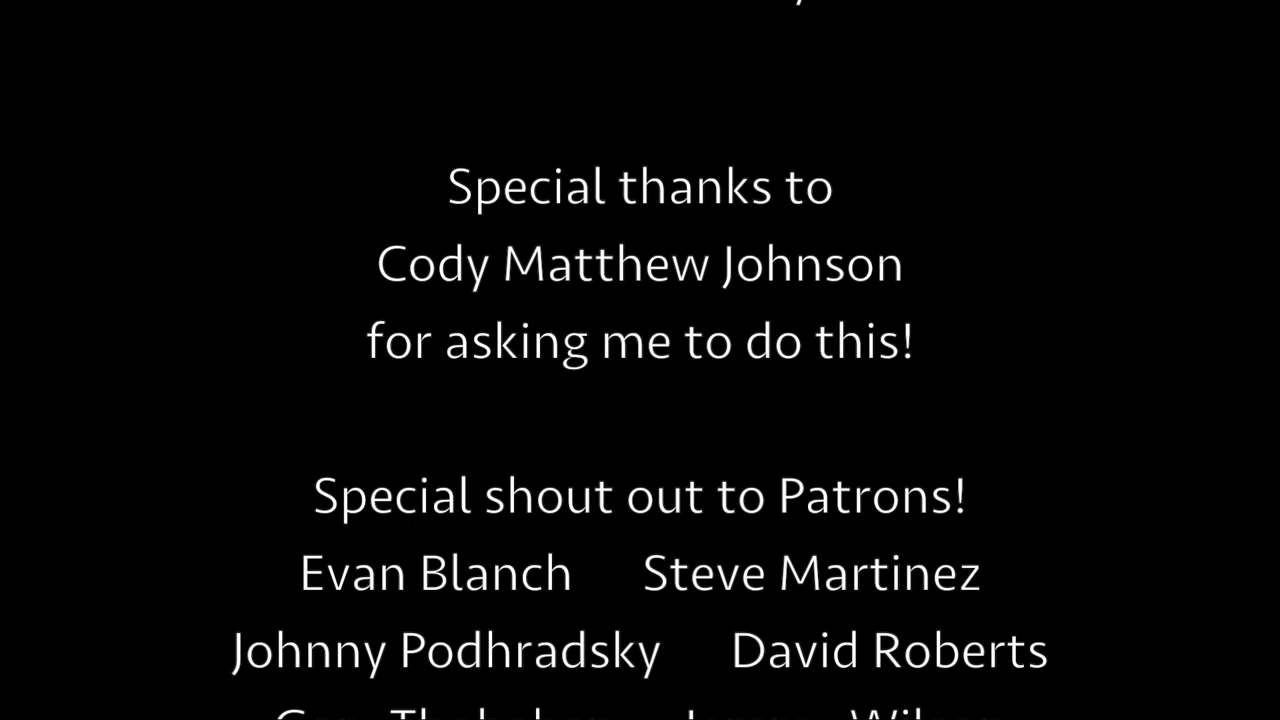 Special thanks to
Cody Matthew Johnson
for asking me to do this!
Special shout out to Patrons!
Evan Blanch Steve Martinez
Johnny Podhradsky David Roberts